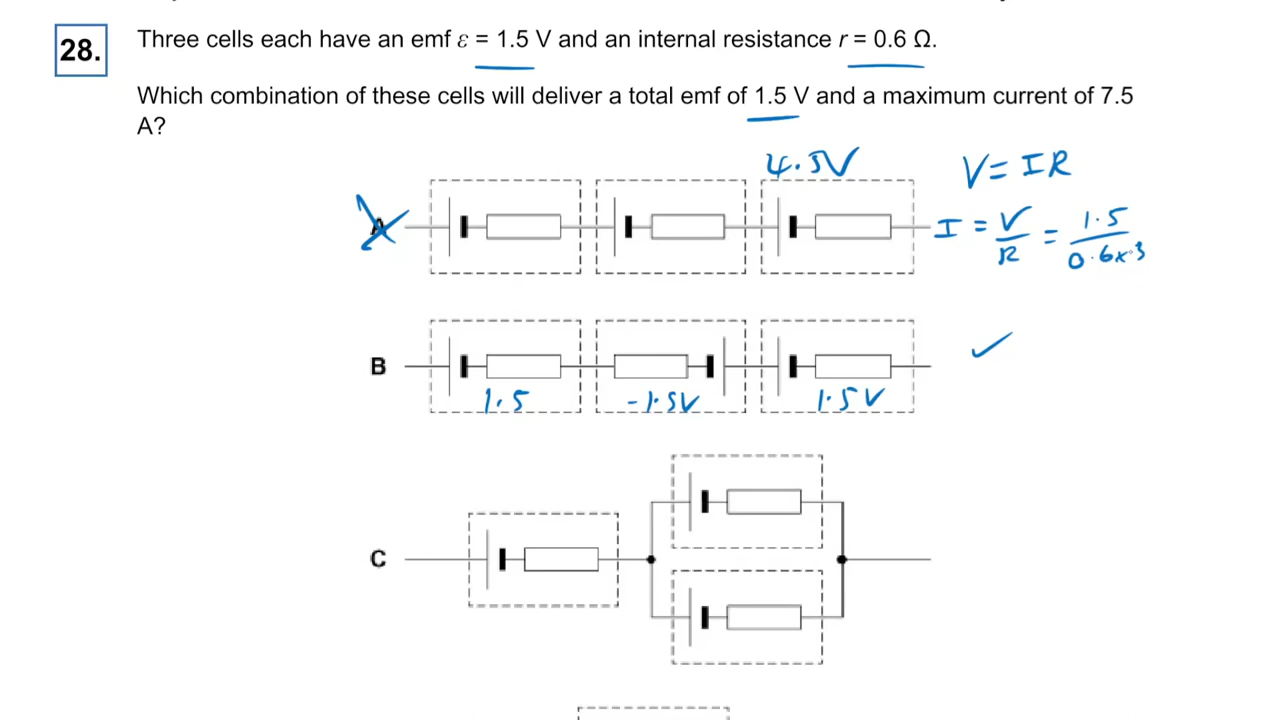 28.
Three cells each have an emf ε = 1.5 V and an internal resistance r = 0.6 Ω.
Which combination of these cells will deliver a total emf of 1.5 V and a maximum current of 7.5
A?
4.5V
V = IR
A
I = V/R = 1.5/0.6x3
B
1.5
-1.5V
1.5V
C